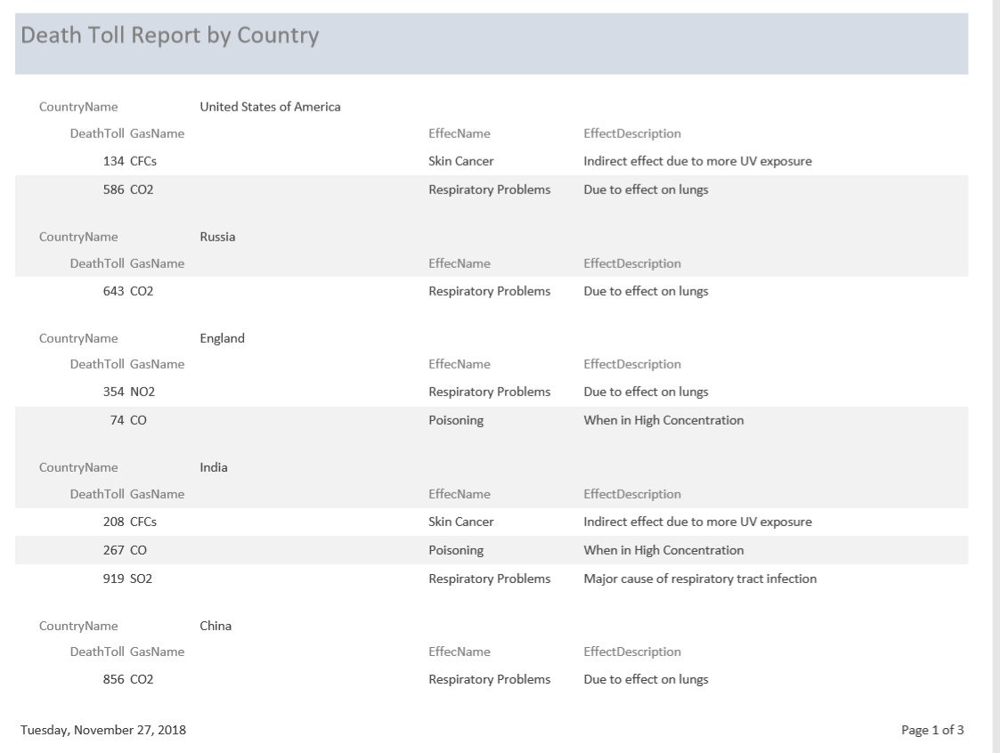 Death Toll Report by Country
CountryName United States of America
DeathToll GasName EffecName EffectDescription
134 CFCs Skin Cancer Indirect effect due to more UV exposure
586 CO2 Respiratory Problems Due to effect on lungs
CountryName Russia
DeathToll GasName EffecName EffectDescription
643 CO2 Respiratory Problems Due to effect on lungs
CountryName England
DeathToll GasName EffecName EffectDescription
354 NO2 Respiratory Problems Due to effect on lungs
74 CO Poisoning When in High Concentration
CountryName India
DeathToll GasName EffecName EffectDescription
208 CFCs Skin Cancer Indirect effect due to more UV exposure
267 CO Poisoning When in High Concentration
919 SO2 Respiratory Problems Major cause of respiratory tract infection
CountryName China
DeathToll GasName EffecName EffectDescription
856 CO2 Respiratory Problems Due to effect on lungs
Tuesday, November 27, 2018 Page 1 of 3